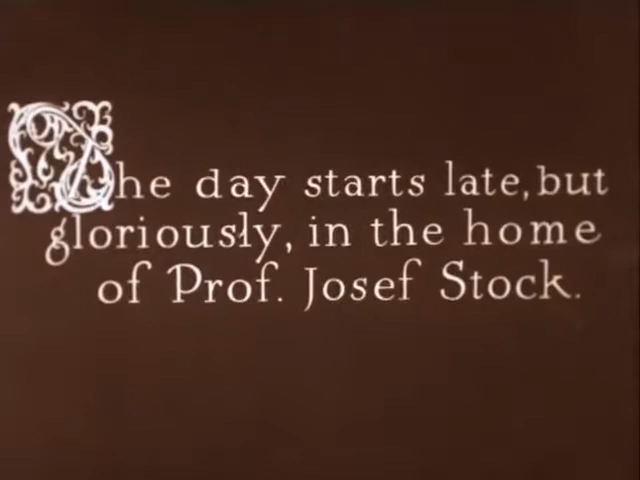 The day starts late, but
gloriously, in the home
of Prof. Josef Stock.